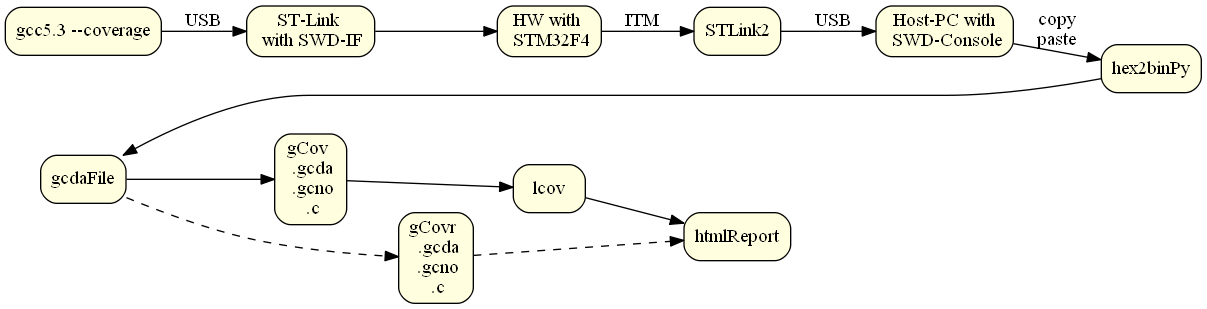 gcc5.3 --coverage
USB
ST-Link
with SWD-IF
HW with
STM32F4
ITM
STLink2
USB
Host-PC with
SWD-Console
copy
paste
hex2binPy
gcdaFile
gCov
.gcda
.gcno
.c
lcov
gCovr
.gcda
.gcno
.c
htmlReport